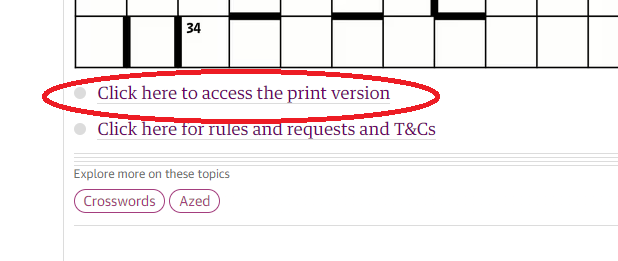 34
Click here to access the print version
Click here for rules and requests and T&Cs
Explore more on these topics
Crosswords Azed